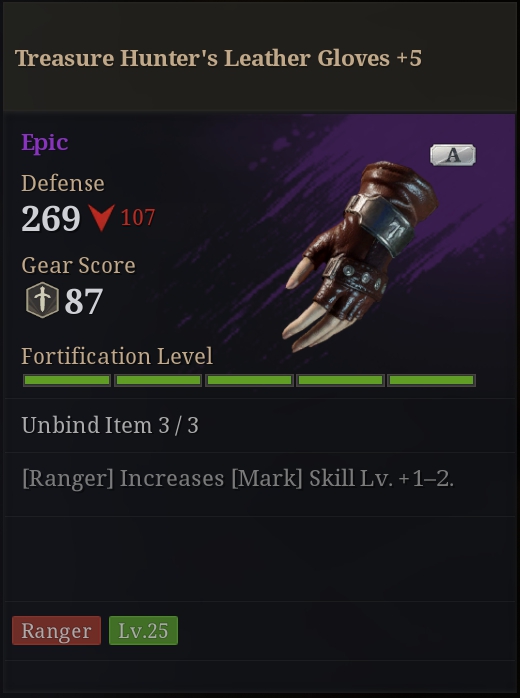 Treasure Hunter's Leather Gloves +5
Epic
A
Defense
269 107
Gear Score
87
Fortification Level
Unbind Item 3 / 3
[Ranger] Increases [Mark] Skill Lv. +1–2.
Ranger Lv.25